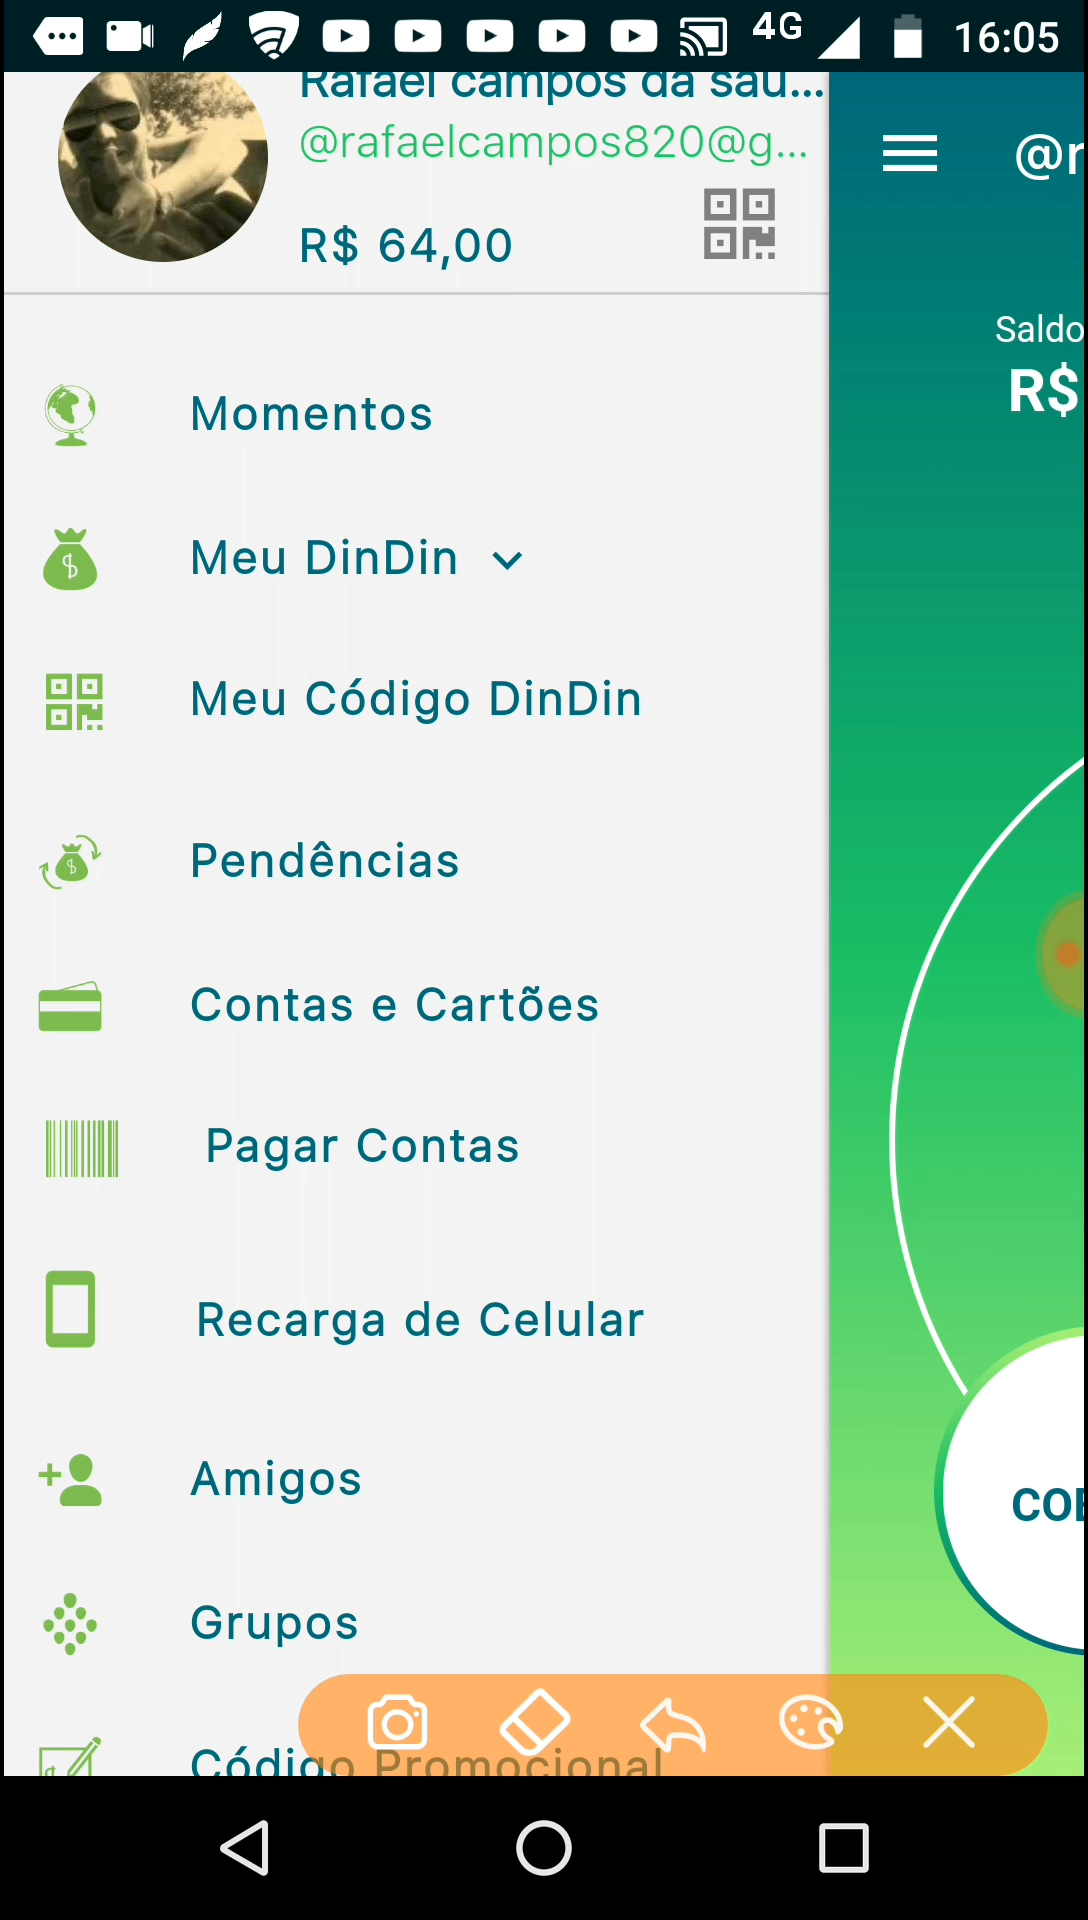 4G 16:05
Rafael campos da sau...
@rafaelcampos820@g...
R$ 64,00
@r
Saldo
R$
Momentos
Meu DinDin
Meu Código DinDin
Pendências
Contas e Cartões
Pagar Contas
Recarga de Celular
Amigos
COB
Grupos
Código Promocional